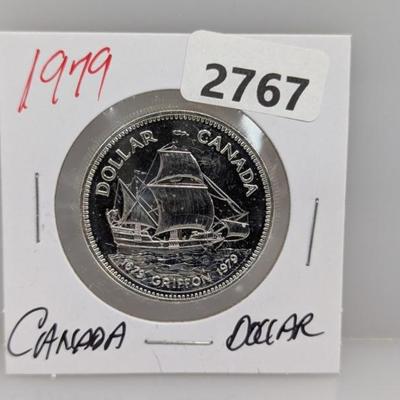 1979
2767
DOLLAR CANADA
1679 GRIFFON 1979
CANADA — DOLLAR